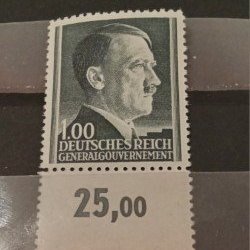 1.00
DEUTSCHES REICH
GENERALGOUVERNEMENT
25,00